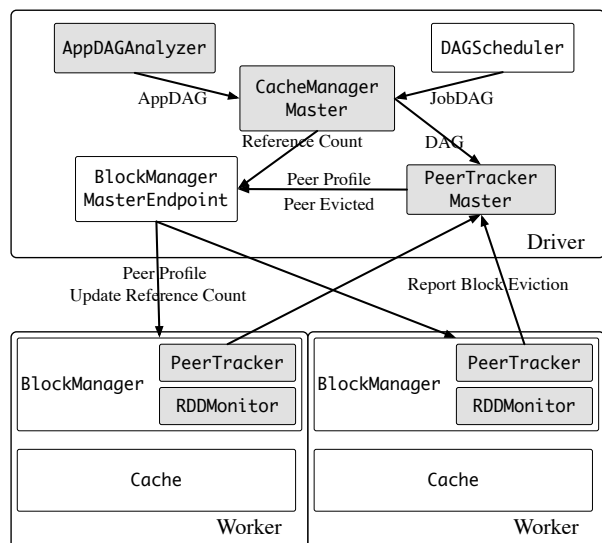 AppDAGAnalyzer
DAGScheduler
AppDAG
CacheManager
Master
JobDAG
Reference Count
DAG
BlockManager
MasterEndpoint
Peer Profile
Peer Evicted
PeerTracker
Master
Driver
Peer Profile
Update Reference Count
Report Block Eviction
BlockManager
PeerTracker
RDDMonitor
Cache
Worker
BlockManager
PeerTracker
RDDMonitor
Cache
Worker